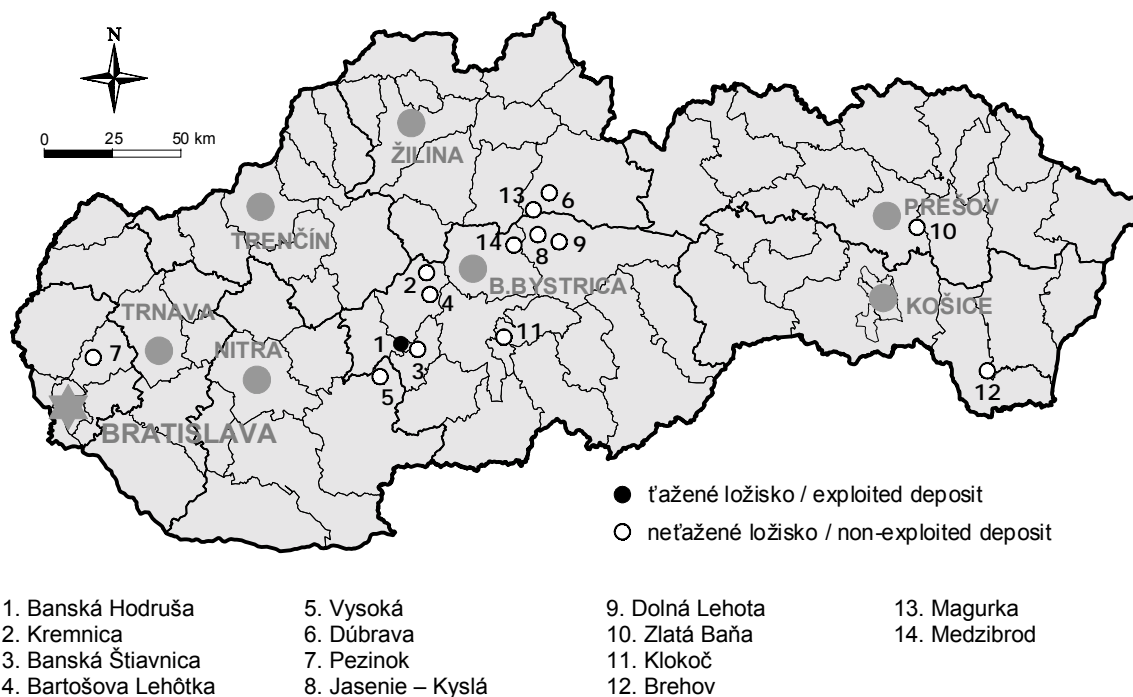 N
0 25 50 km
ŽILINA
13
6
PREŠOV
10
TRENČÍN
14
8
9
2
B.BYSTRICA
4
KOŠICE
TRNAVA
11
1
7
NITRA
3
5
12
BRATISLAVA
ťažené ložisko / exploited deposit
neťažené ložisko / non-exploited deposit
1. Banská Hodruša
2. Kremnica
3. Banská Štiavnica
4. Bartošova Lehôtka
5. Vysoká
6. Dúbrava
7. Pezinok
8. Jasenie – Kyslá
9. Dolná Lehota
10. Zlatá Baňa
11. Klokoč
12. Brehov
13. Magurka
14. Medzibrod